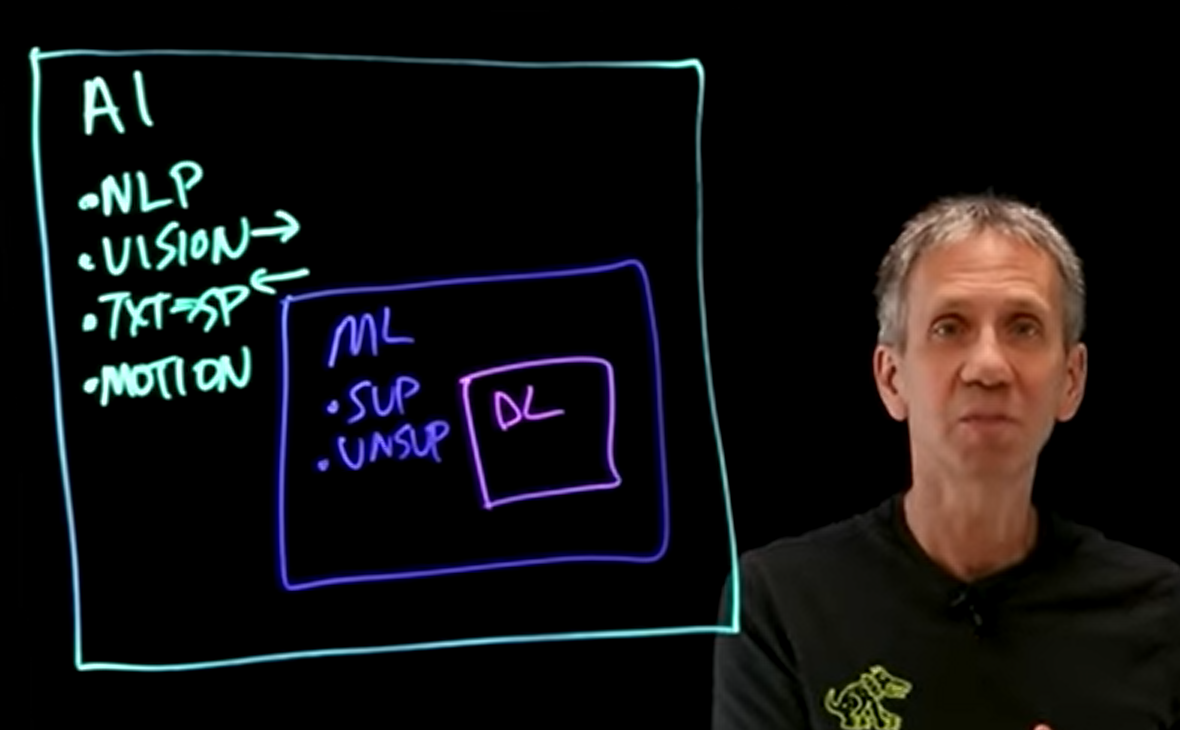 AI
•NLP
•VISION→
•TXT⇒SP←
•MOTION
ML
•SUP
•UNSUP
DL